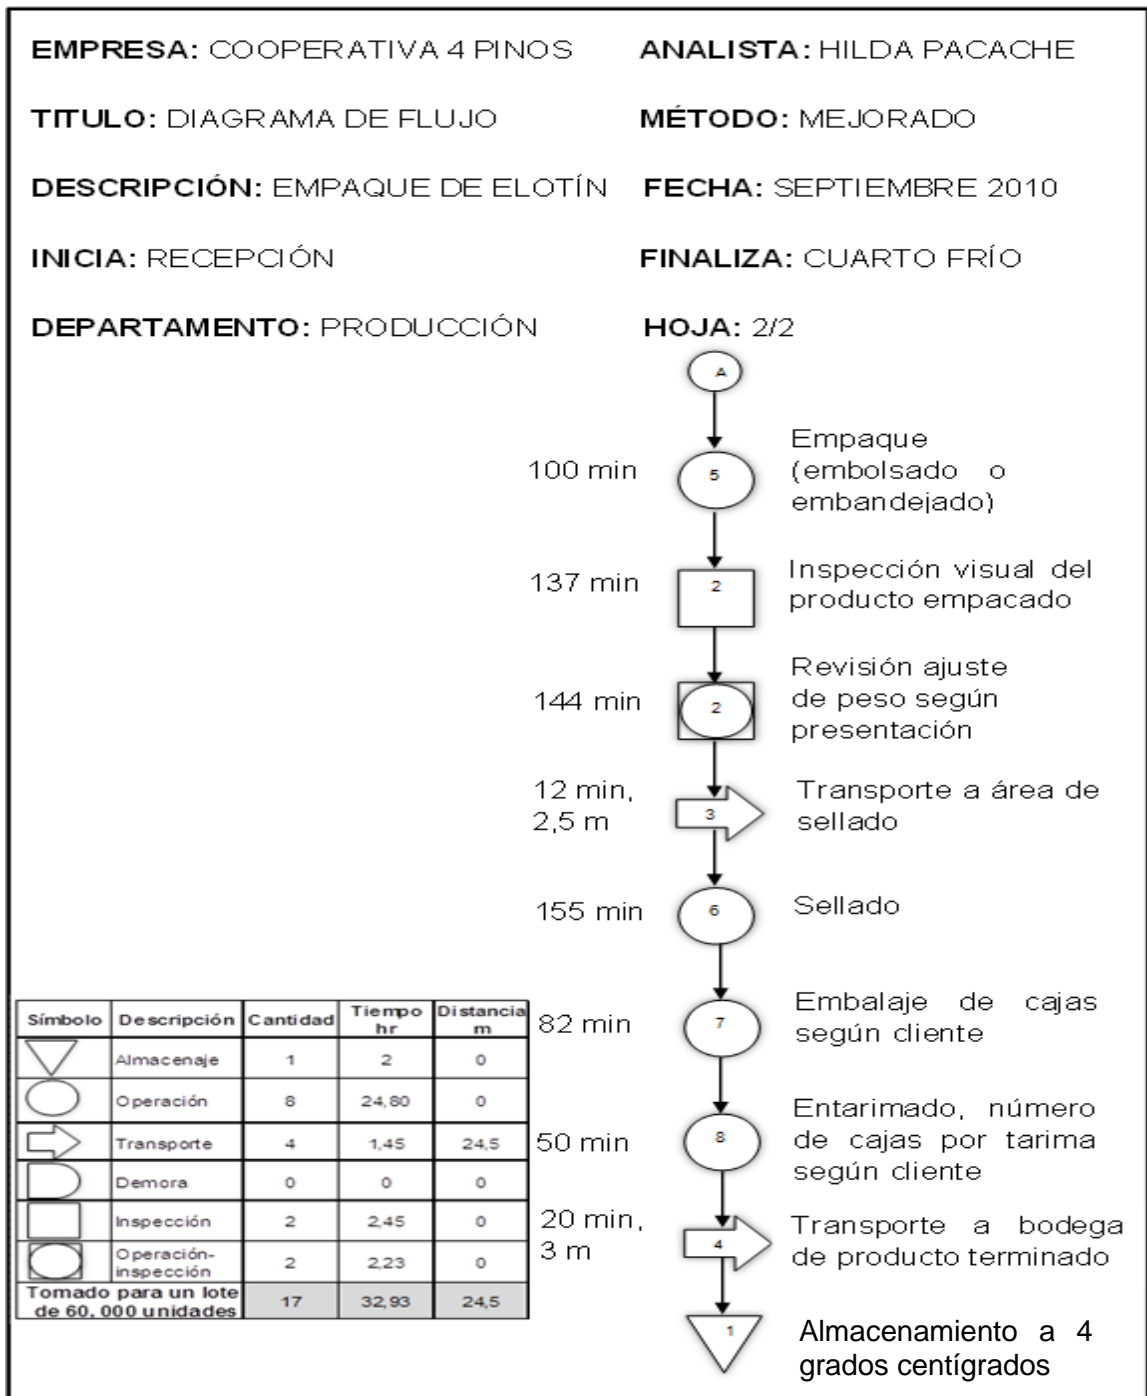 EMPRESA: COOPERATIVA 4 PINOS ANALISTA: HILDA PACACHE
TITULO: DIAGRAMA DE FLUJO MÉTODO: MEJORADO
DESCRIPCIÓN: EMPAQUE DE ELOTÍN FECHA: SEPTIEMBRE 2010
INICIA: RECEPCIÓN FINALIZA: CUARTO FRÍO
DEPARTAMENTO: PRODUCCIÓN HOJA: 2/2
A
100 min
5
Empaque
(embolsado o
embandejado)
137 min
2
Inspección visual del
producto empacado
144 min
2
Revisión ajuste
de peso según
presentación
12 min,
2,5 m
3
Transporte a área de
sellado
155 min
6
Sellado
82 min
7
Embalaje de cajas
según cliente
50 min
8
Entarimado, número
de cajas por tarima
según cliente
20 min,
3 m
4
Transporte a bodega
de producto terminado
1
Almacenamiento a 4
grados centígrados
Símbolo Descripción Cantidad Tiempo hr Distancia m
Almacenaje 1 2 0
Operación 8 24,80 0
Transporte 4 1,45 24,5
Demora 0 0 0
Inspección 2 2,45 0
Operación-
inspección 2 2,23 0
Tomado para un lote
de 60,000 unidades 17 32,93 24,5